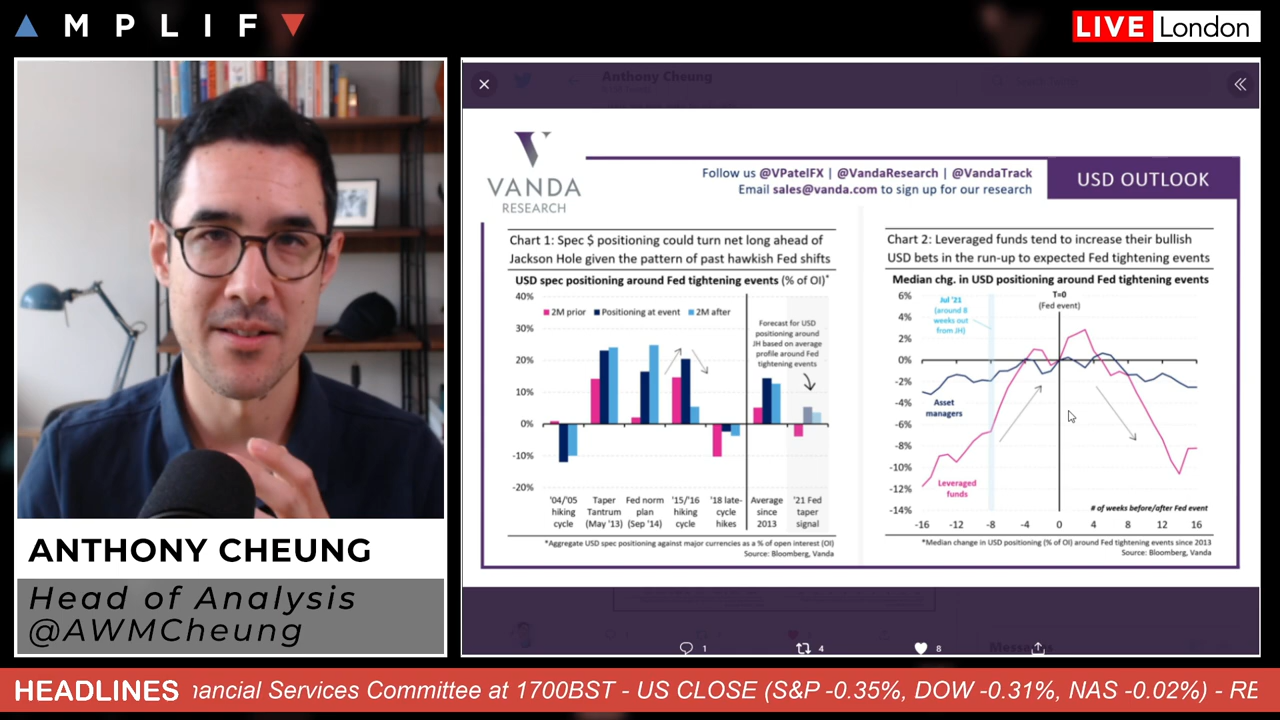 AMPLIFY
LIVE London
Anthony Cheung
VANDA
RESEARCH
Follow us @VPatelFX | @VandaResearch | @VandaTrack
Email sales@vanda.com to sign up for our research
USD OUTLOOK
Chart 1: Spec $ positioning could turn net long ahead of
Jackson Hole given the pattern of past hawkish Fed shifts
USD spec positioning around Fed tightening events (% of OI)*
40%
30%
20%
10%
0%
-10%
-20%
2M prior
Positioning at event
2M after
Forecast for USD
positioning around
JH based on average
profile around Fed
tightening events
'04/'05
hiking
cycle
Taper
Tantrum
(May '13)
Fed norm
plan
(Sep '14)
'15/'16
hiking
cycle
'18 late-
cycle
hikes
Average
since
2013
'21 Fed
taper
signal
*Aggregate USD spec positioning against major currencies as a % of open interest (OI)
Source: Bloomberg, Vanda
Chart 2: Leveraged funds tend to increase their bullish
USD bets in the run-up to expected Fed tightening events
Median chg. in USD positioning around Fed tightening events
6%
4%
2%
0%
-2%
-4%
-6%
-8%
-10%
-12%
-14%
Jul '21
(around 8
weeks out
from JH)
T=0
(Fed event)
Asset
managers
Leveraged
funds
# of weeks before/after Fed event
-16 -12 -8 -4 0 4 8 12 16
*Median change in USD positioning (% of OI) around Fed tightening events since 2013
Source: Bloomberg, Vanda
1
4
8
Messages
ANTHONY CHEUNG
Head of Analysis
@AWMCheung
HEADLINES nancial Services Committee at 1700BST - US CLOSE (S&P -0.35%, DOW -0.31%, NAS -0.02%) - RE